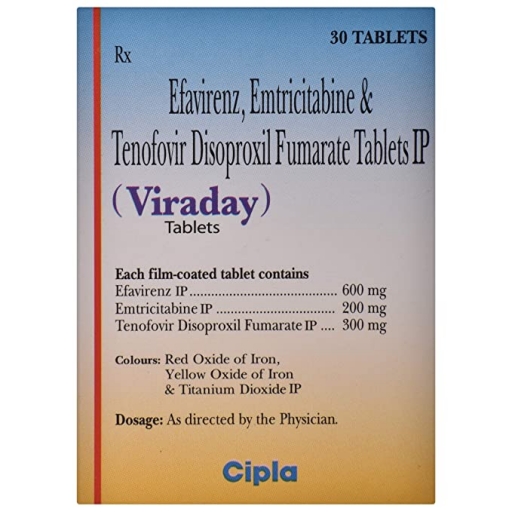 30 TABLETS
Rx
Efavirenz, Emtricitabine &
Tenofovir Disoproxil Fumarate Tablets IP
(Viraday)
Tablets
Each film-coated tablet contains
Efavirenz IP........................................ 600 mg
Emtricitabine IP ................................. 200 mg
Tenofovir Disoproxil Fumarate IP .... 300 mg
Colours: Red Oxide of Iron,
Yellow Oxide of Iron
& Titanium Dioxide IP
Dosage: As directed by the Physician.
Cipla